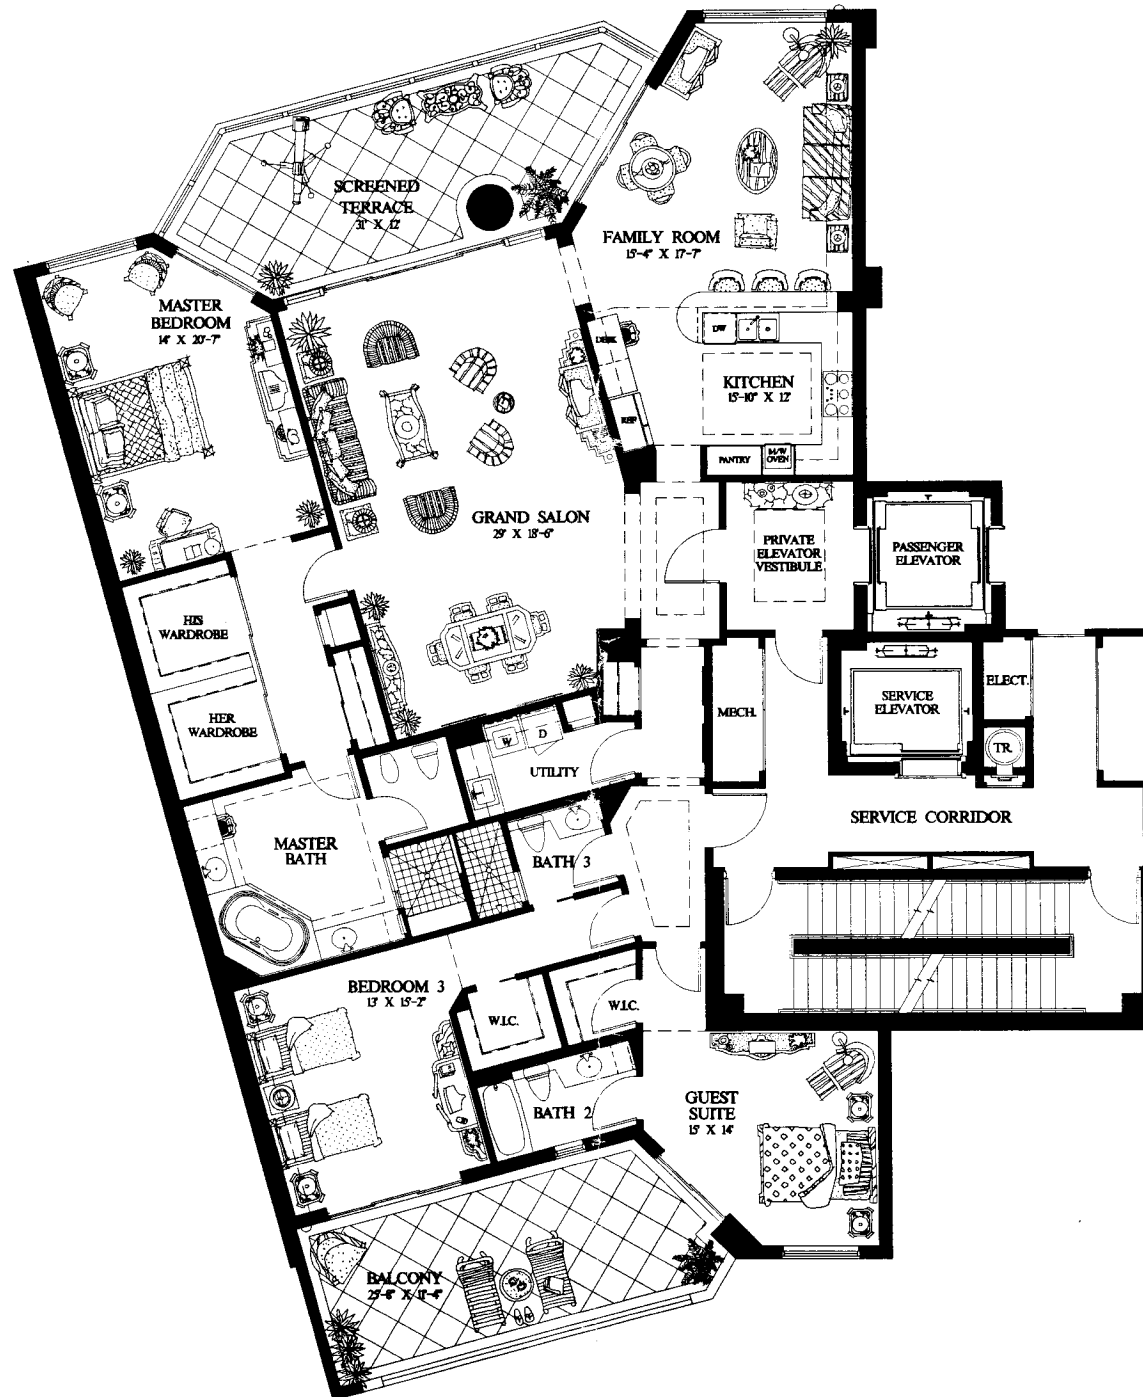 SCREENED
TERRACE
31' X 12'
FAMILY ROOM
15'-4" X 17'-7"
MASTER
BEDROOM
14' X 20'-7"
DESK
DW
KITCHEN
15'-10" X 12'
REF
PANTRY
M/W
OVEN
GRAND SALON
29' X 18'-6"
PRIVATE
ELEVATOR
VESTIBULE
PASSENGER
ELEVATOR
HIS
WARDROBE
HER
WARDROBE
MECH.
SERVICE
ELEVATOR
ELECT.
TR.
W
D
UTILITY
SERVICE CORRIDOR
MASTER
BATH
BATH 3
BEDROOM 3
13' X 15'-2"
W.I.C.
W.I.C.
BATH 2
GUEST
SUITE
15' X 14'
BALCONY
25'-8" X 11'-4"